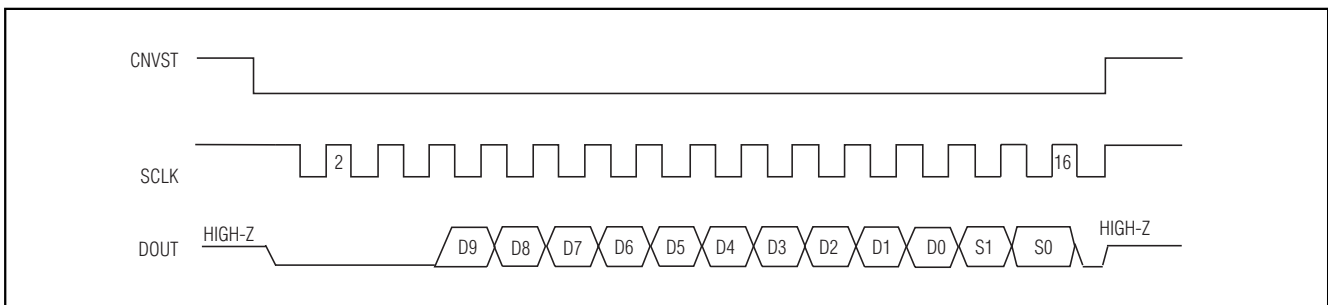 CNVST
SCLK
2
16
DOUT
HIGH-Z
D9 D8 D7 D6 D5 D4 D3 D2 D1 D0 S1 S0
HIGH-Z